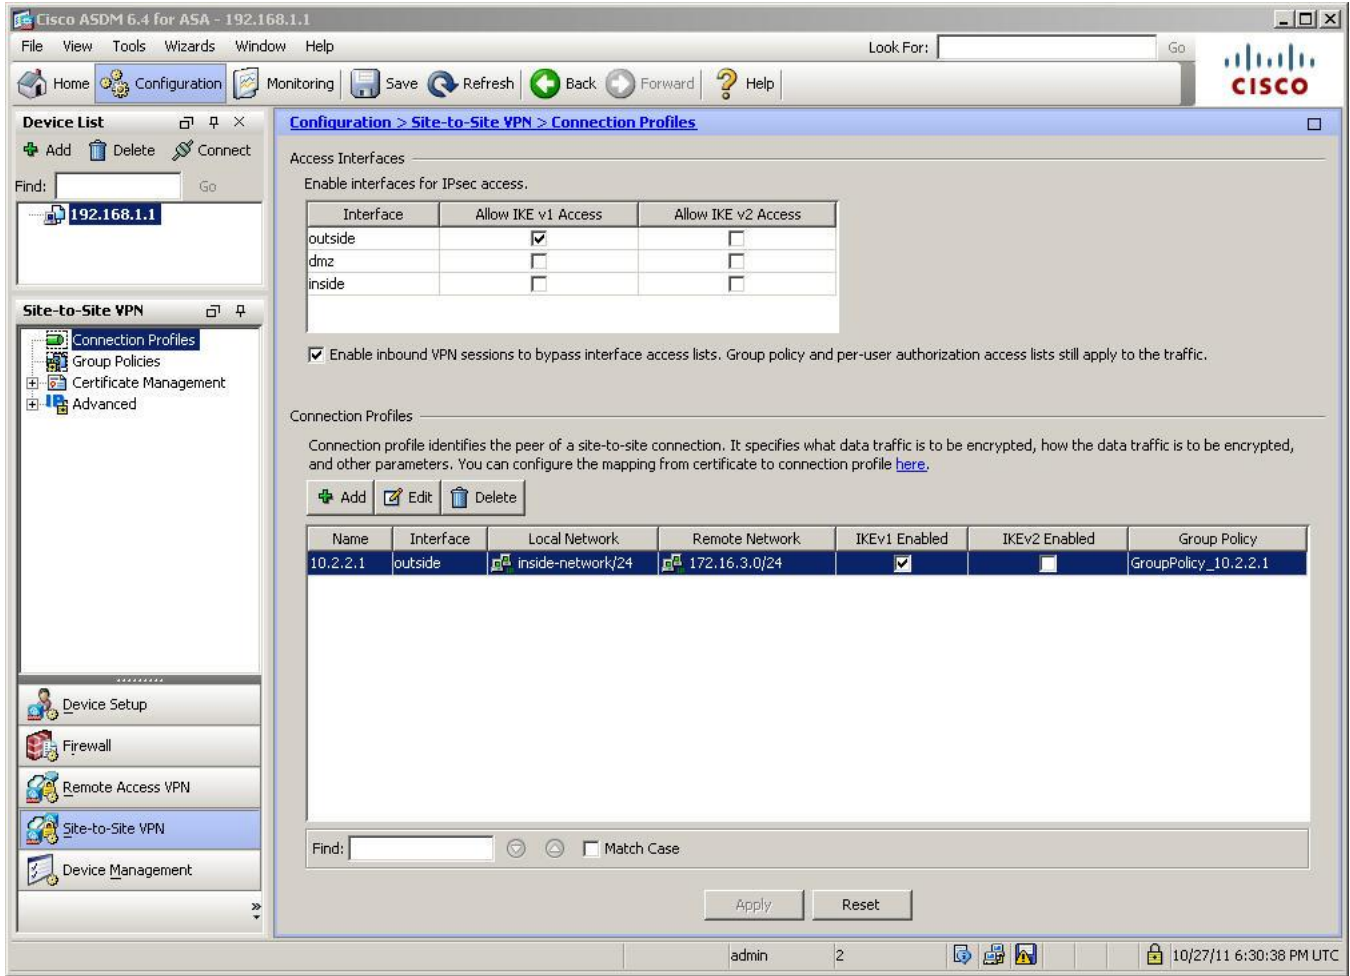 Cisco ASDM 6.4 for ASA - 192.168.1.1
File View Tools Wizards Window Help Look For: Go
Home Configuration Monitoring Save Refresh Back Forward Help
CISCO
Device List
Add Delete Connect
Find: Go
192.168.1.1
Site-to-Site VPN
Connection Profiles
Group Policies
Certificate Management
Advanced
Device Setup
Firewall
Remote Access VPN
Site-to-Site VPN
Device Management
Configuration > Site-to-Site VPN > Connection Profiles
Access Interfaces
Enable interfaces for IPsec access.
Interface Allow IKE v1 Access Allow IKE v2 Access
outside
dmz
inside
Enable inbound VPN sessions to bypass interface access lists. Group policy and per-user authorization access lists still apply to the traffic.
Connection Profiles
Connection profile identifies the peer of a site-to-site connection. It specifies what data traffic is to be encrypted, how the data traffic is to be encrypted,
and other parameters. You can configure the mapping from certificate to connection profile here.
Add Edit Delete
Name Interface Local Network Remote Network IKEv1 Enabled IKEv2 Enabled Group Policy
10.2.2.1 outside inside-network/24 172.16.3.0/24 GroupPolicy_10.2.2.1
Find: Match Case
Apply Reset
admin 2 10/27/11 6:30:38 PM UTC